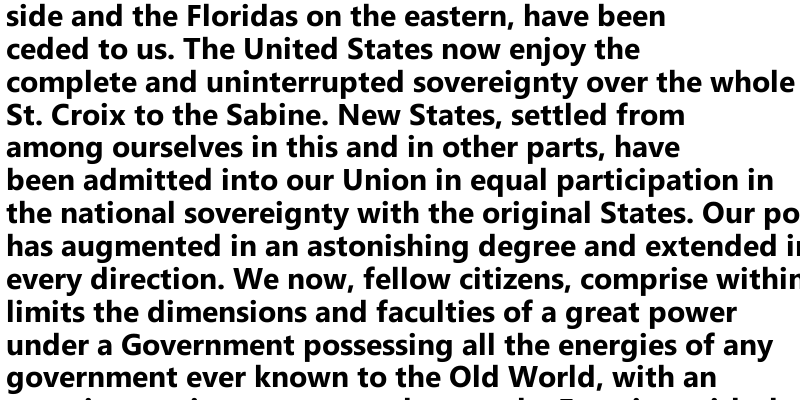 side and the Floridas on the eastern, have been
ceded to us. The United States now enjoy the
complete and uninterrupted sovereignty over the whole
St. Croix to the Sabine. New States, settled from
among ourselves in this and in other parts, have
been admitted into our Union in equal participation in
the national sovereignty with the original States. Our
has augmented in an astonishing degree and extended
every direction. We now, fellow citizens, comprise within
limits the dimensions and faculties of a great power
under a Government possessing all the energies of any
government ever known to the Old World, with an